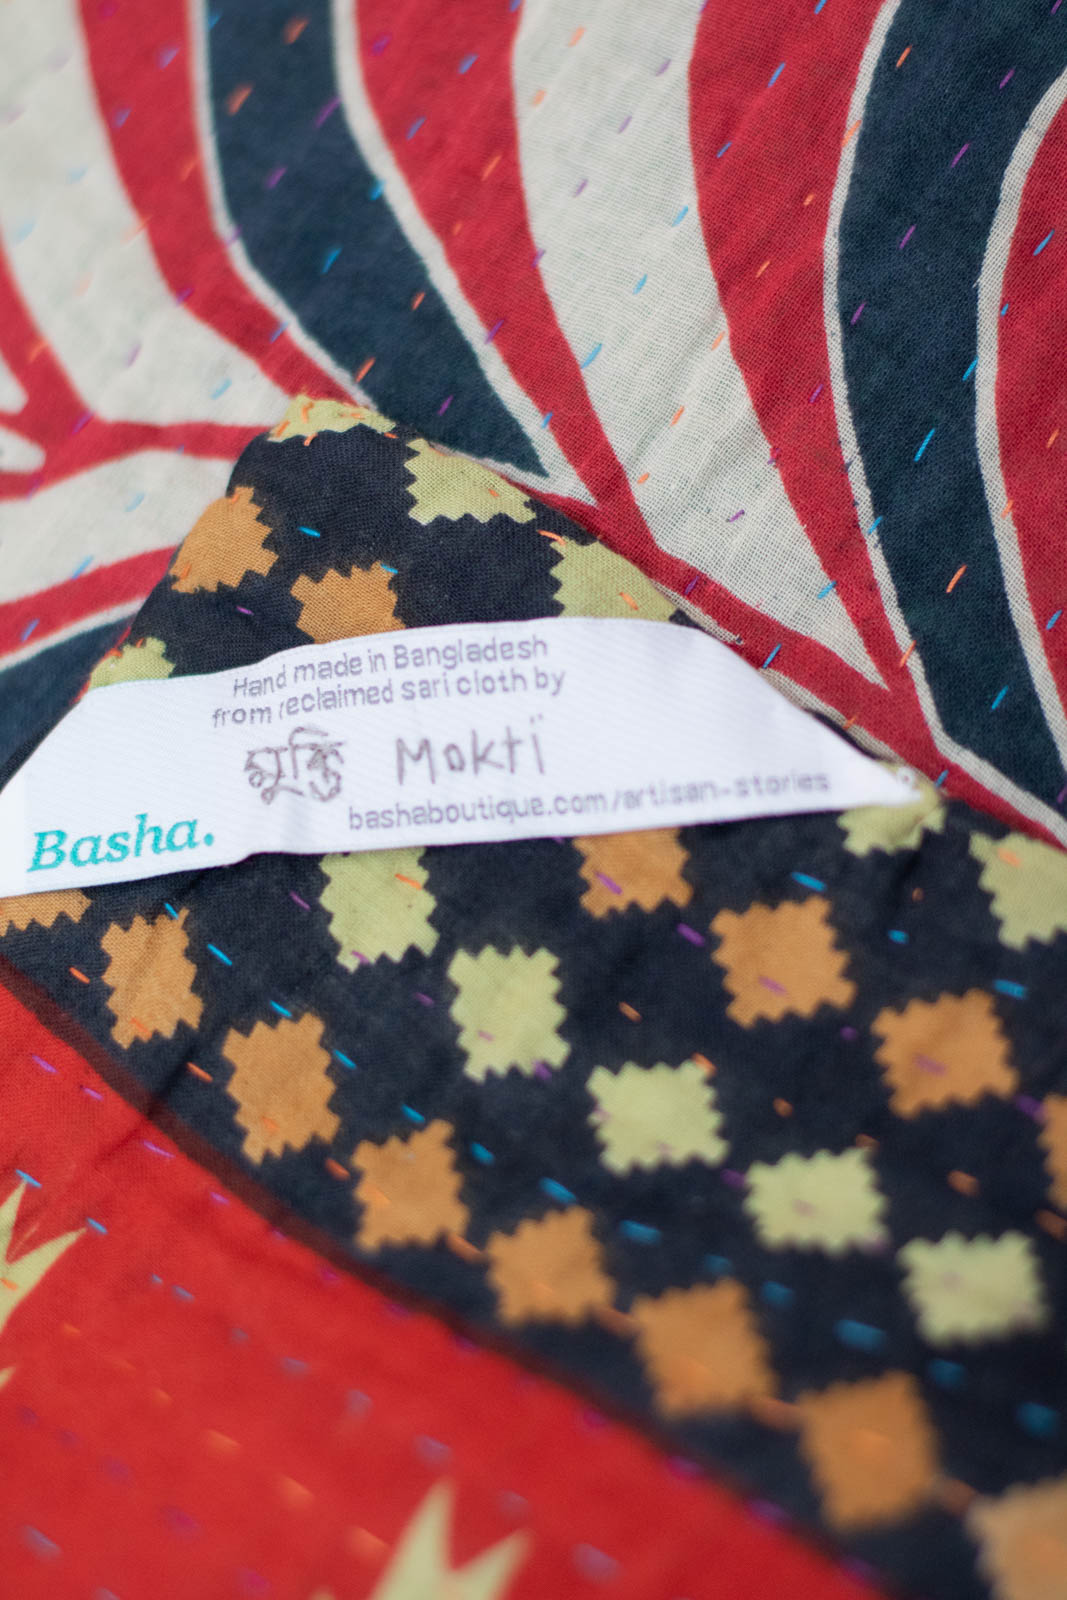 Hand made in Bangladesh
from reclaimed sari cloth by
মুক্তি Mokti
bashaboutique.com/artisan-stories
Basha.